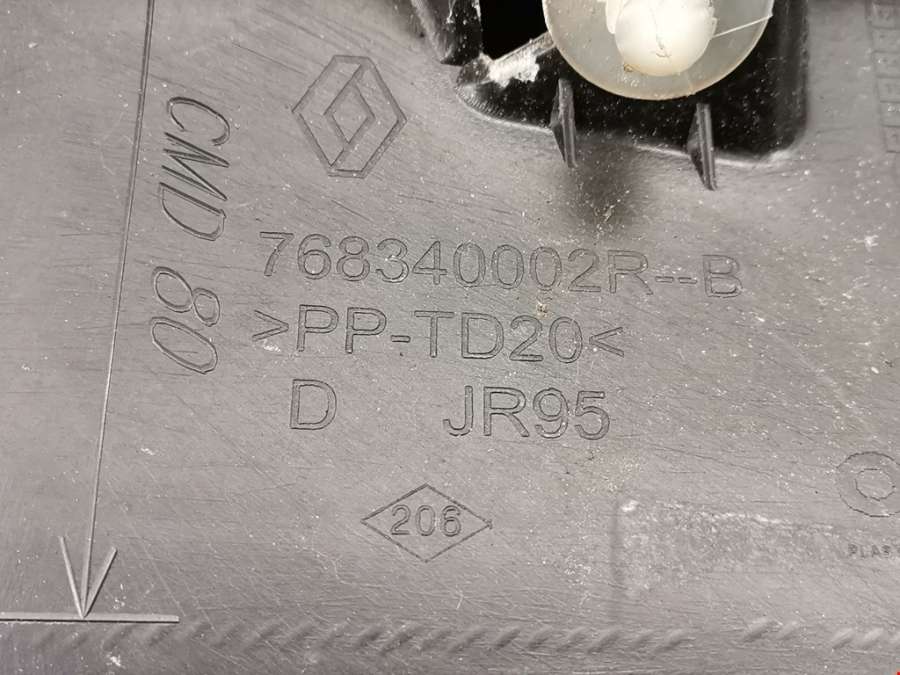 CMD 80
768340002R--B
>PP-TD20<
D JR95
206